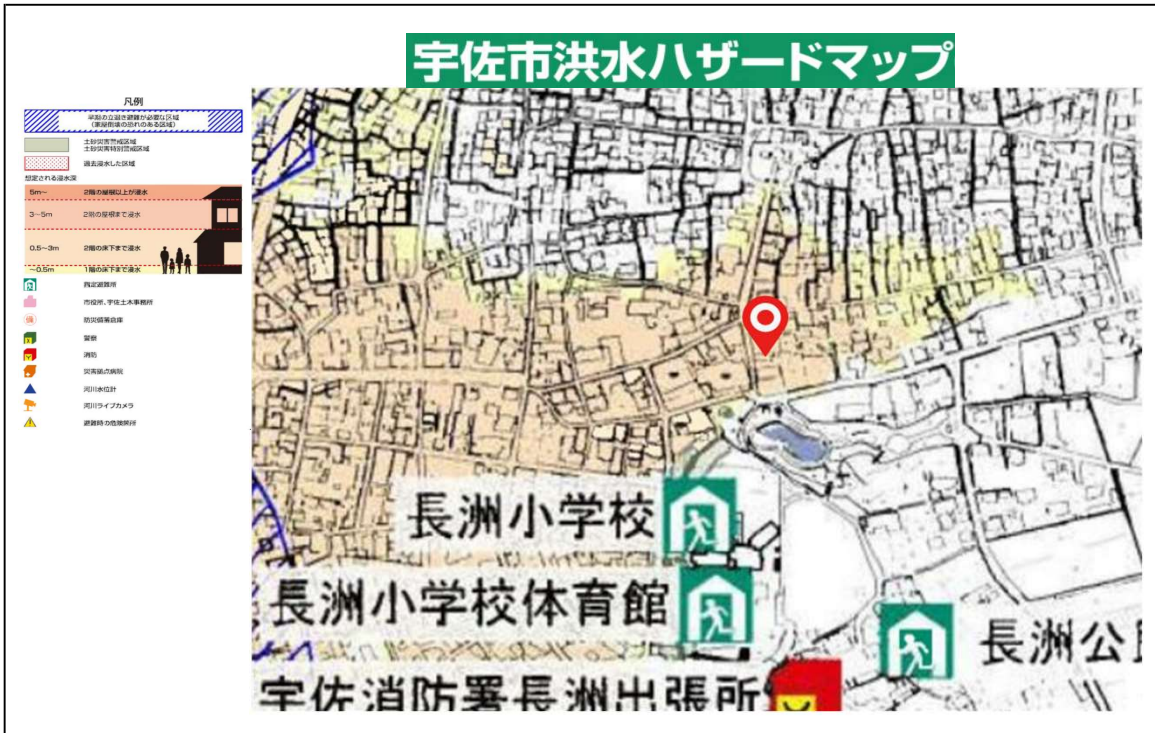 宇佐市洪水ハザードマップ
凡例
早期の立退き避難が必要な区域
(家屋倒壊の恐れのある区域)
土砂災害警戒区域
土砂災害特別警戒区域
過去浸水した区域
想定される浸水深
5m~ 2階の屋根以上が浸水
3~5m 2階の屋根まで浸水
0.5~3m 2階の床下まで浸水
~0.5m 1階の床下まで浸水
指定避難所
市役所、宇佐土木事務所
防災備蓄倉庫
警察
消防
災害拠点病院
河川水位計
河川ライブカメラ
避難時の危険箇所
長洲小学校
長洲小学校体育館
長洲公
宇佐消防署長洲出張所